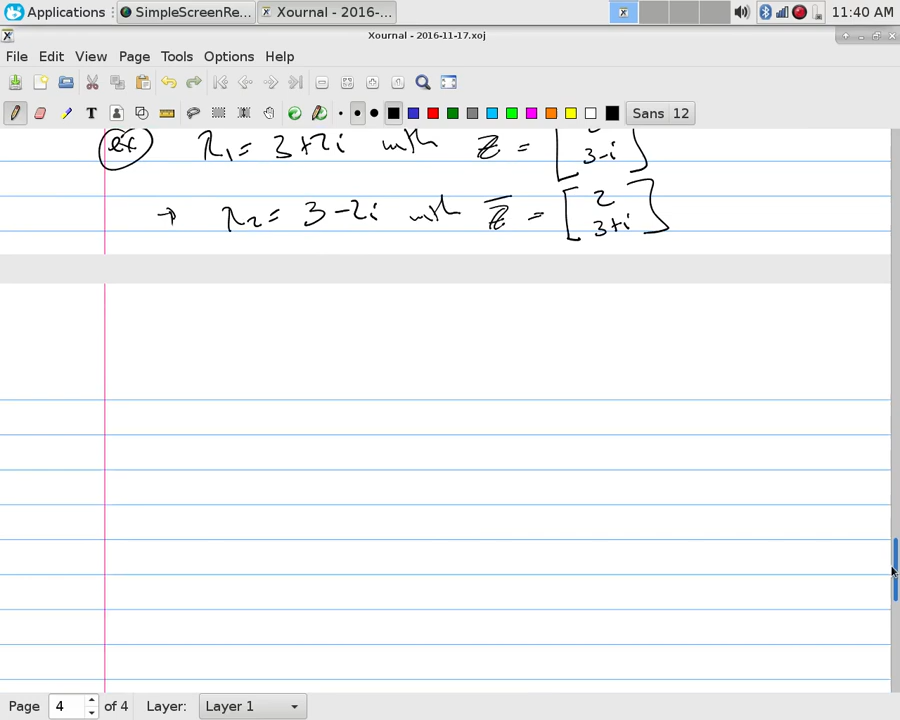 Applications SimpleScreenRe... Xournal - 2016-... 11:40 AM
Xournal - 2016-11-17.xoj
File Edit View Page Tools Options Help
T Sans 12
ex λ₁ = 3+2i with z = [ 3-i ]
→ λ₂ = 3-2i with z̄ = [ 2
3+i ]
Page 4 of 4 Layer: Layer 1